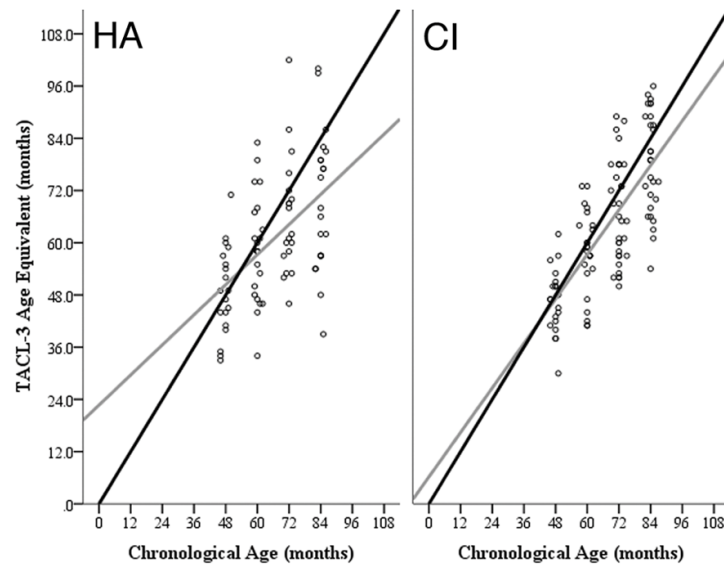 HA
CI
TACL-3 Age Equivalent (months)
108.0
96.0
84.0
72.0
60.0
48.0
36.0
24.0
12.0
.0
0 12 24 36 48 60 72 84 96 108
0 12 24 36 48 60 72 84 96 108
Chronological Age (months)
Chronological Age (months)